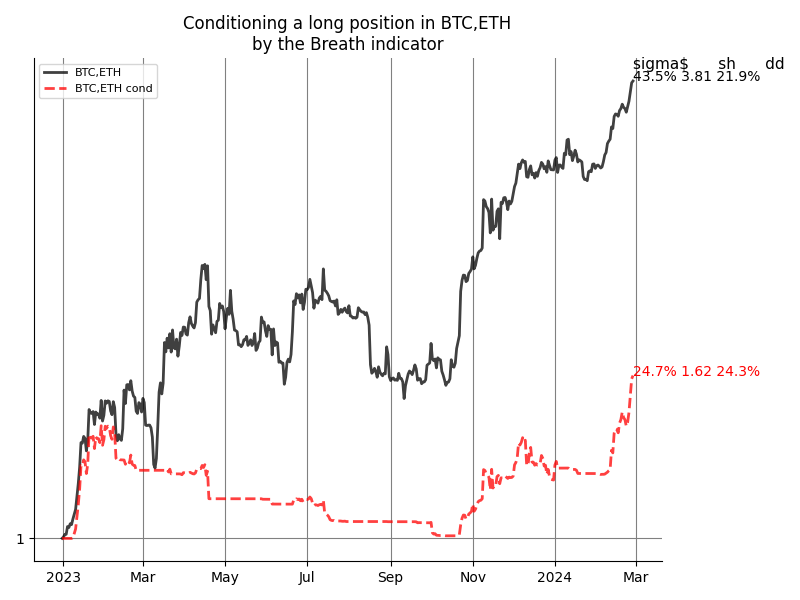 Conditioning a long position in BTC,ETH
by the Breath indicator
$igma$ sh dd
43.5% 3.81 21.9%
BTC,ETH
BTC,ETH cond
24.7% 1.62 24.3%
1
2023 Mar May Jul Sep Nov 2024 Mar